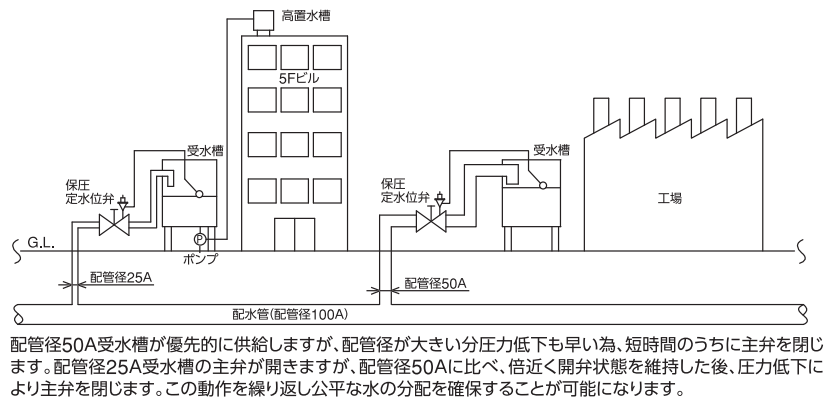 高置水槽
5Fビル
受水槽
保圧
定水位弁
受水槽
保圧
定水位弁
工場
G.L.
P
ポンプ
配管径25A
配管径50A
配水管(配管径100A)
配管径50A受水槽が優先的に供給しますが、配管径が大きい分圧力低下も早い為、短時間のうちに主弁を閉じ
ます。配管径25A受水槽の主弁が開きますが、配管径50Aに比べ、倍近く開弁状態を維持した後、圧力低下に
より主弁を閉じます。この動作を繰り返し公平な水の分配を確保することが可能になります。